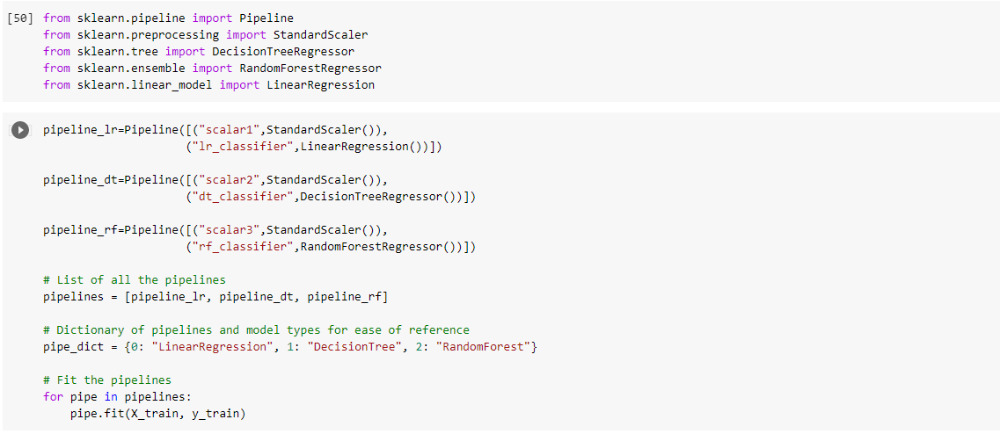 [50] from sklearn.pipeline import Pipeline
from sklearn.preprocessing import StandardScaler
from sklearn.tree import DecisionTreeRegressor
from sklearn.ensemble import RandomForestRegressor
from sklearn.linear_model import LinearRegression
pipeline_lr=Pipeline([("scalar1",StandardScaler()),
("lr_classifier",LinearRegression())])
pipeline_dt=Pipeline([("scalar2",StandardScaler()),
("dt_classifier",DecisionTreeRegressor())])
pipeline_rf=Pipeline([("scalar3",StandardScaler()),
("rf_classifier",RandomForestRegressor())])
# List of all the pipelines
pipelines = [pipeline_lr, pipeline_dt, pipeline_rf]
# Dictionary of pipelines and model types for ease of reference
pipe_dict = {0: "LinearRegression", 1: "DecisionTree", 2: "RandomForest"}
# Fit the pipelines
for pipe in pipelines:
pipe.fit(X_train, y_train)